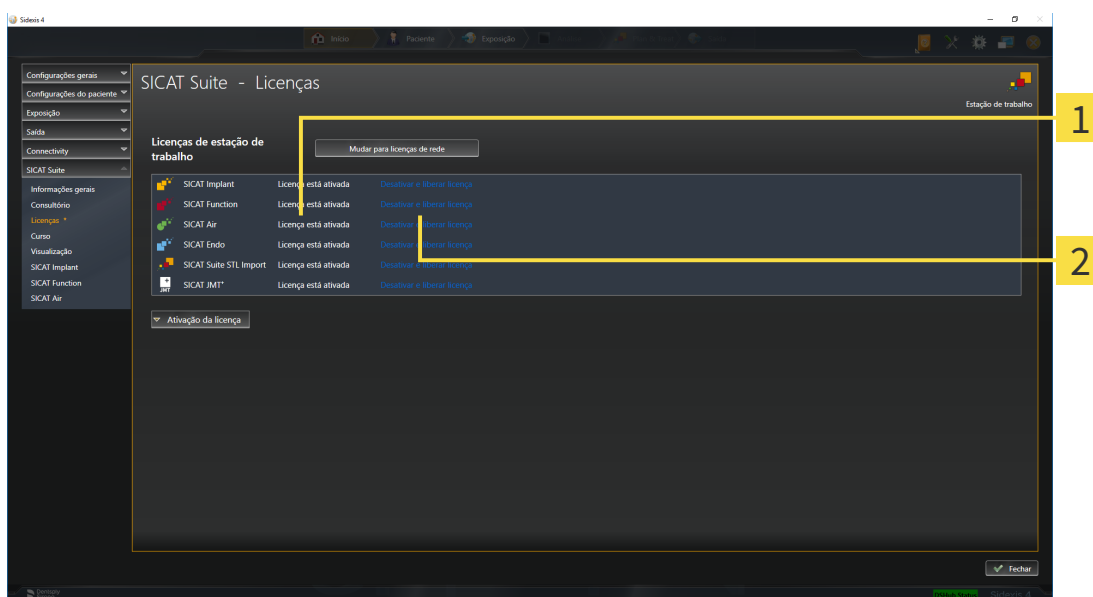 Sidexis 4
Início
Paciente
Exposição
Configurações gerais
Configurações do paciente
Exposição
Saída
Connectivity
SICAT Suite
Informações gerais
Consultório
Licenças *
Curso
Visualização
SICAT Implant
SICAT Function
SICAT Air
SICAT Suite - Licenças
Estação de trabalho
1
Licenças de estação de
trabalho
Mudar para licenças de rede
SICAT Implant Licença está ativada Desativar e liberar licença
SICAT Function Licença está ativada Desativar e liberar licença
SICAT Air Licença está ativada Desativar e liberar licença
SICAT Endo Licença está ativada Desativar e liberar licença
2
SICAT Suite STL Import Licença está ativada Desativar e liberar licença
JMT SICAT JMT⁺ Licença está ativada Desativar e liberar licença
Ativação da licença
Fechar
Dentsply
Status
Sidexis 4